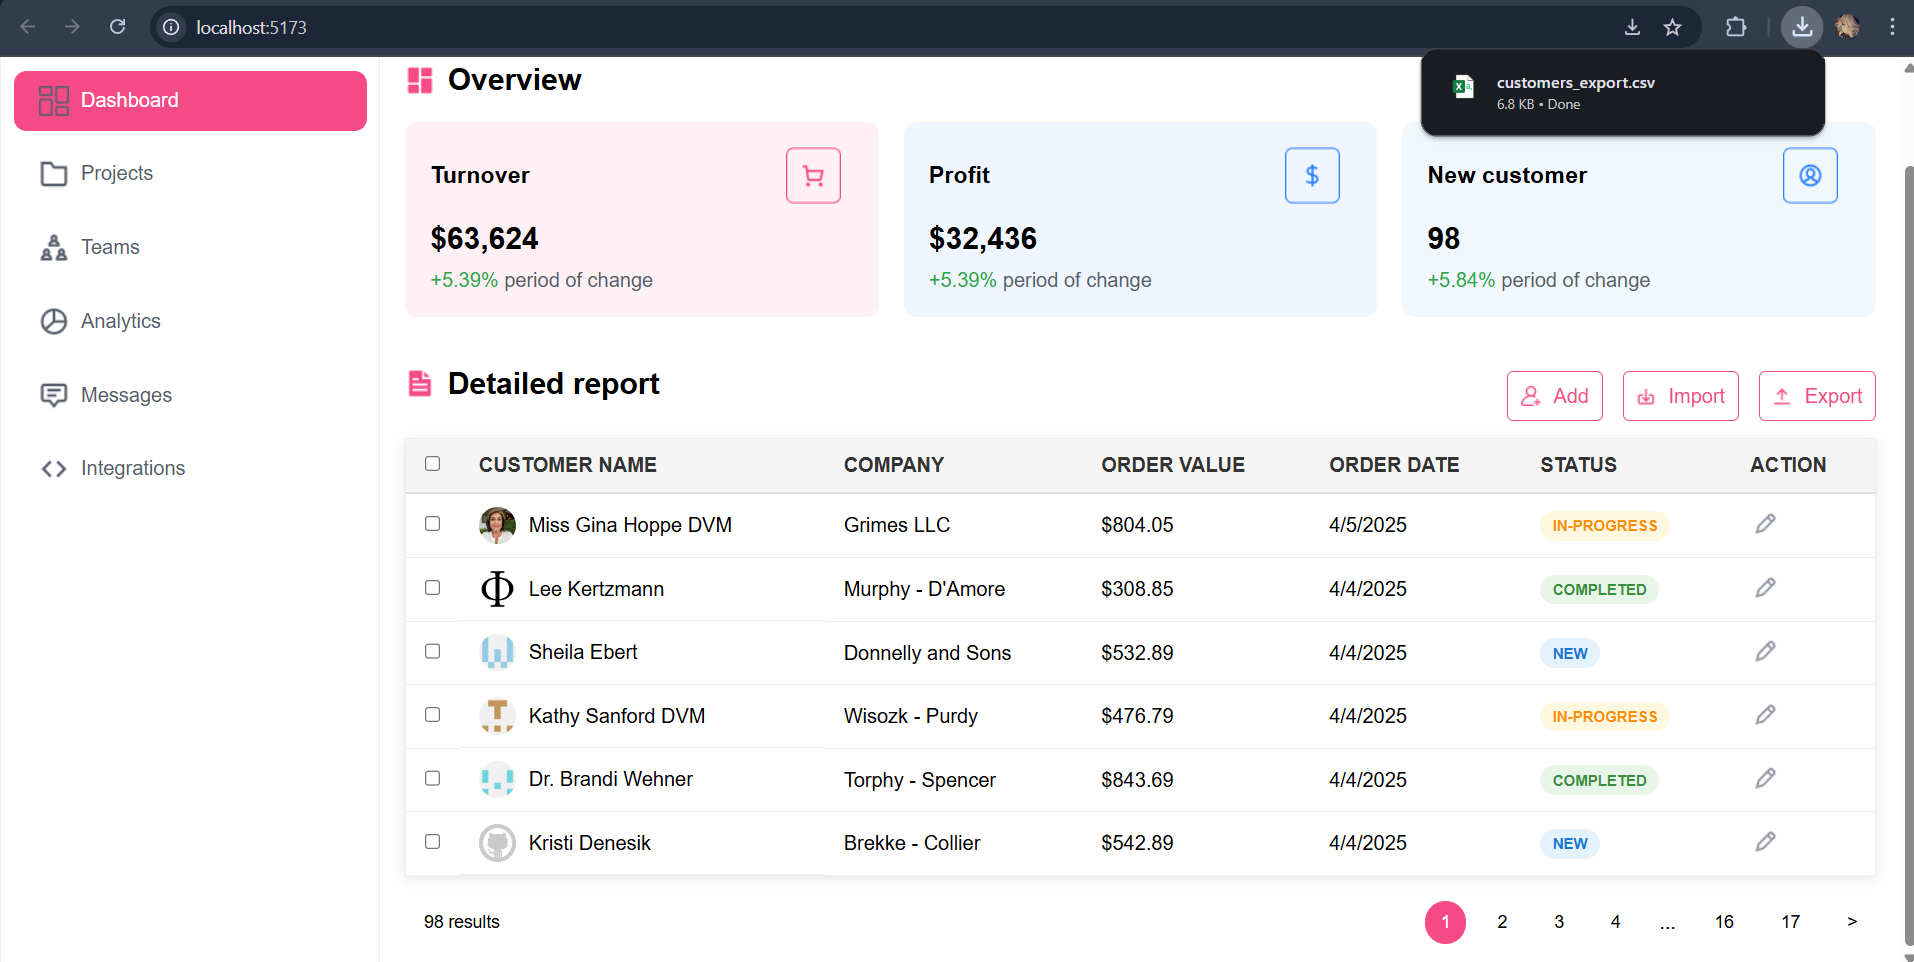 localhost:5173
customers_export.csv
6.8 KB • Done
Dashboard
Projects
Teams
Analytics
Messages
Integrations
Overview
Turnover
$63,624
+5.39% period of change
Profit
$
$32,436
+5.39% period of change
New customer
98
+5.84% period of change
Detailed report
Add
Import
Export
CUSTOMER NAME COMPANY ORDER VALUE ORDER DATE STATUS ACTION
Miss Gina Hoppe DVM Grimes LLC $804.05 4/5/2025 IN-PROGRESS
Lee Kertzmann Murphy - D'Amore $308.85 4/4/2025 COMPLETED
Sheila Ebert Donnelly and Sons $532.89 4/4/2025 NEW
Kathy Sanford DVM Wisozk - Purdy $476.79 4/4/2025 IN-PROGRESS
Dr. Brandi Wehner Torphy - Spencer $843.69 4/4/2025 COMPLETED
Kristi Denesik Brekke - Collier $542.89 4/4/2025 NEW
98 results
1 2 3 4 ... 16 17 >